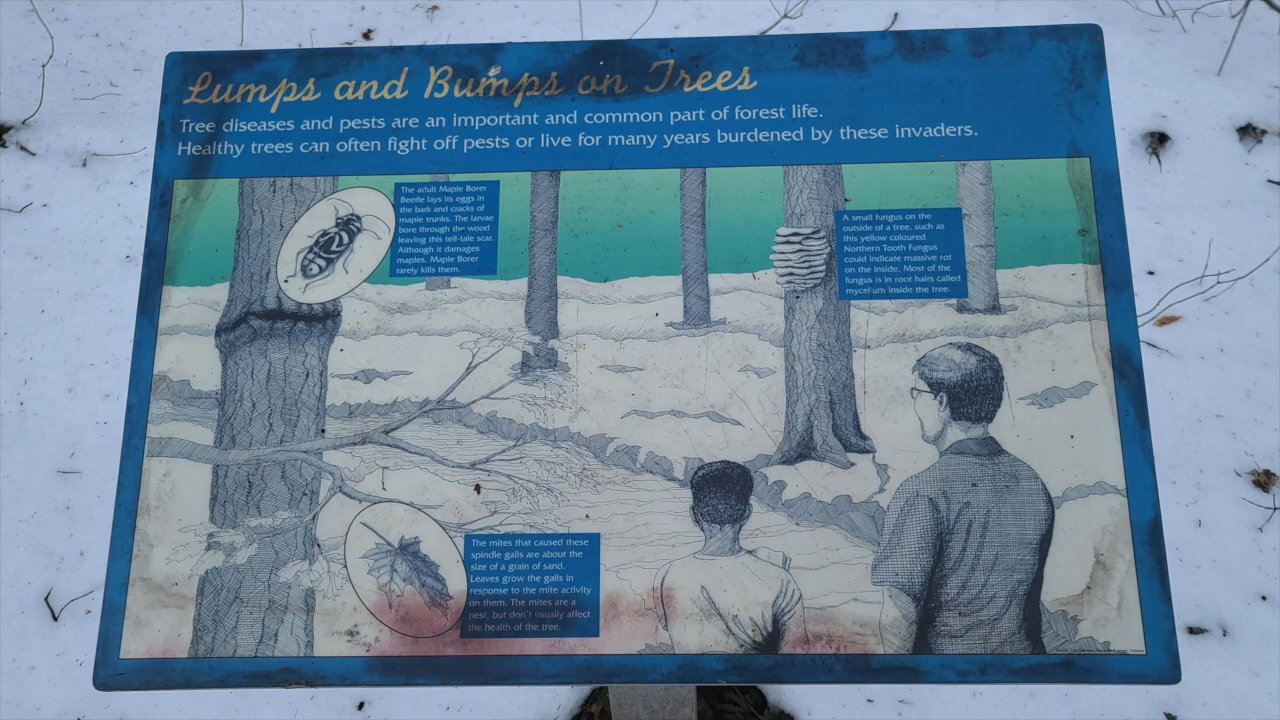 Lumps and Bumps on Trees
Tree diseases and pests are an important and common part of forest life.
Healthy trees can often fight off pests or live for many years burdened by these invaders.
The adult Maple Borer
Beetle lays its eggs in
the bark and cracks of
maple trunks. The larvae
bore through the wood
leaving this tell-tale scar.
Although it damages
maples, Maple Borer
rarely kills them.
A small fungus on the
outside of a tree, such as
this yellow coloured
Northern Tooth Fungus
could indicate massive rot
on the inside. Most of the
fungus is in root hairs called
mycelium inside the tree.
The mites that caused these
spindle galls are about the
size of a grain of sand.
Leaves grow the galls in
response to the mite activity
on them. The mites are a
pest, but don't usually affect
the health of the tree.